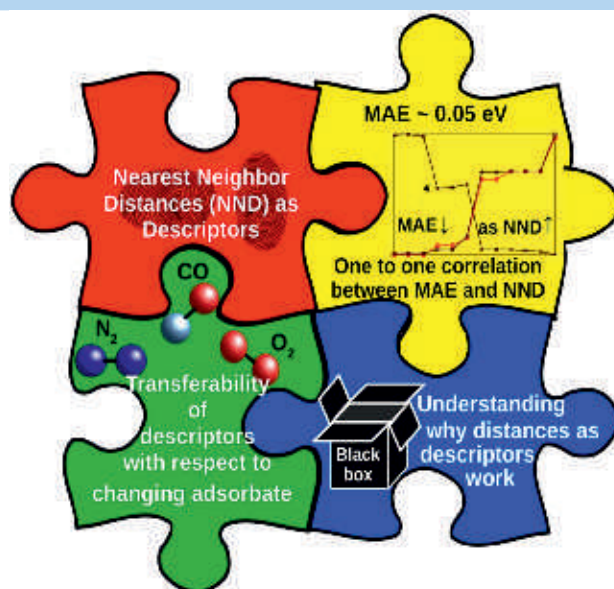 Nearest Neighbor
Distances (NND) as
Descriptors
MAE ~ 0.05 eV
MAE↓ as NND↑
One to one correlation
between MAE and NND
CO
N2
O2
Transferability
of
descriptors
with respect to
changing adsorbate
Black
box
Understanding
why distances as
descriptors
work